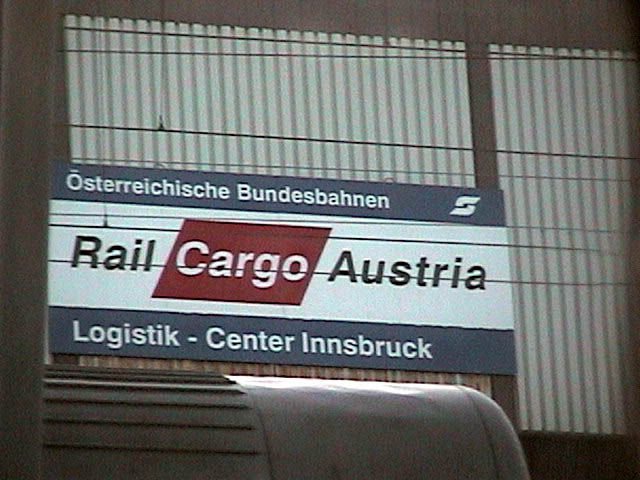 Österreichische Bundesbahnen
Rail Cargo Austria
Logistik - Center Innsbruck